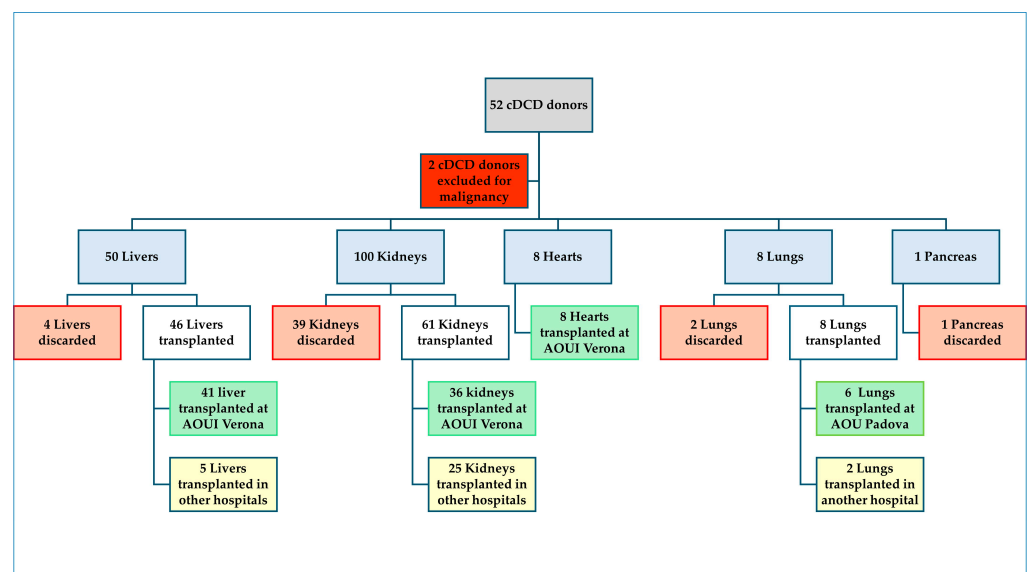 52 cDCD donors
2 cDCD donors
excluded for
malignancy
50 Livers
100 Kidneys
8 Hearts
8 Lungs
1 Pancreas
4 Livers
discarded
46 Livers
transplanted
39 Kidneys
discarded
61 Kidneys
transplanted
8 Hearts
transplanted at
AOUI Verona
2 Lungs
discarded
8 Lungs
transplanted
1 Pancreas
discarded
41 liver
transplanted at
AOUI Verona
36 kidneys
transplanted at
AOUI Verona
6 Lungs
transplanted at
AOU Padova
5 Livers
transplanted in
other hospitals
25 Kidneys
transplanted in
other hospitals
2 Lungs
transplanted in
another hospital